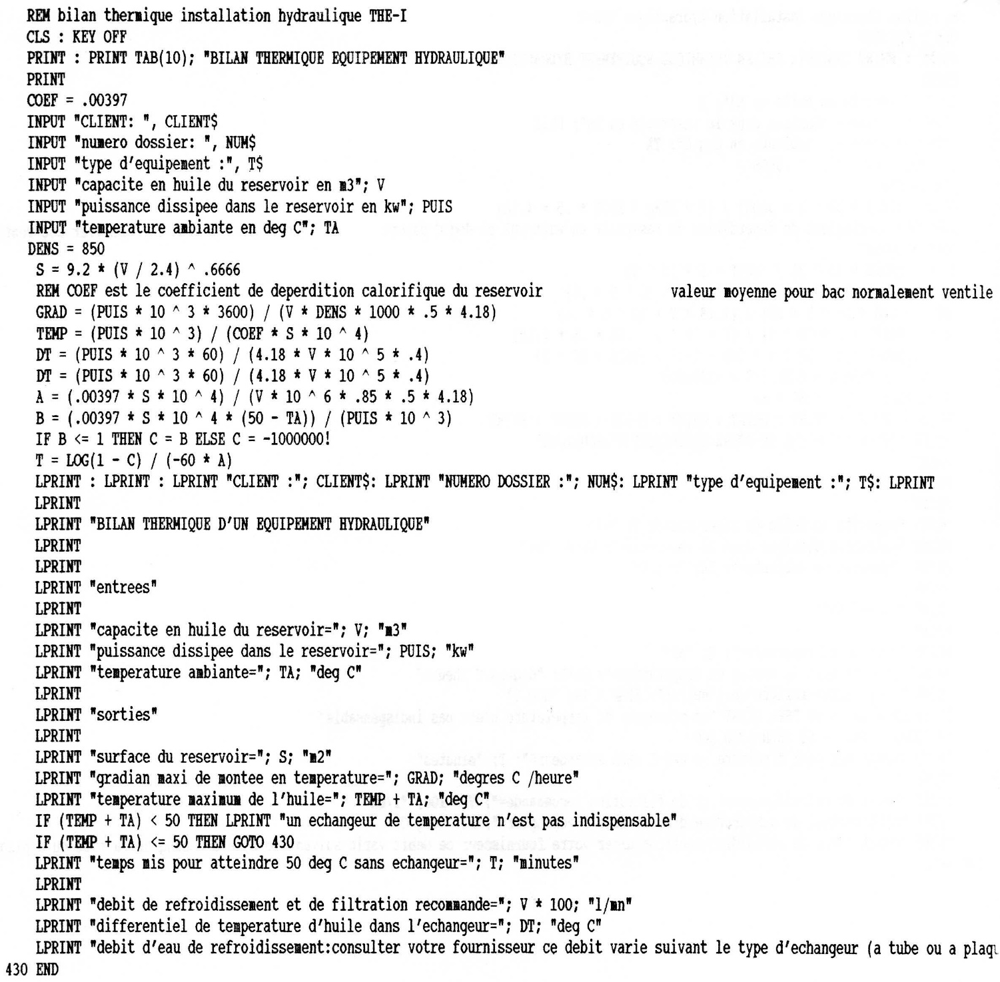 REM bilan thermique installation hydraulique THE-I
CLS : KEY OFF
PRINT : PRINT TAB(10); "BILAN THERMIQUE EQUIPEMENT HYDRAULIQUE"
PRINT
COEF = .00397
INPUT "CLIENT: ", CLIENT$
INPUT "numero dossier: ", NUM$
INPUT "type d'equipement :", T$
INPUT "capacite en huile du reservoir en m3"; V
INPUT "puissance dissipee dans le reservoir en kw"; PUIS
INPUT "temperature ambiante en deg C"; TA
DENS = 850
S = 9.2 * (V / 2.4) ^ .6666
REM COEF est le coefficient de deperdition calorifique du reservoir valeur moyenne pour bac normalement ventile
GRAD = (PUIS * 10 ^ 3 * 3600) / (V * DENS * 1000 * .5 * 4.18)
TEMP = (PUIS * 10 ^ 3) / (COEF * S * 10 ^ 4)
DT = (PUIS * 10 ^ 3 * 60) / (4.18 * V * 10 ^ 5 * .4)
DT = (PUIS * 10 ^ 3 * 60) / (4.18 * V * 10 ^ 5 * .4)
A = (.00397 * S * 10 ^ 4) / (V * 10 ^ 6 * .85 * .5 * 4.18)
B = (.00397 * S * 10 ^ 4 * (50 - TA)) / (PUIS * 10 ^ 3)
IF B <= 1 THEN C = B ELSE C = -1000000!
T = LOG(1 - C) / (-60 * A)
LPRINT : LPRINT : LPRINT "CLIENT :"; CLIENT$: LPRINT "NUMERO DOSSIER :"; NUM$: LPRINT "type d'equipement :"; T$: LPRINT
LPRINT
LPRINT "BILAN THERMIQUE D'UN EQUIPEMENT HYDRAULIQUE"
LPRINT
LPRINT
LPRINT "entrees"
LPRINT
LPRINT "capacite en huile du reservoir="; V; "m3"
LPRINT "puissance dissipee dans le reservoir="; PUIS; "kw"
LPRINT "temperature ambiante="; TA; "deg C"
LPRINT
LPRINT "sorties"
LPRINT
LPRINT "surface du reservoir="; S; "m2"
LPRINT "gradian maxi de montee en temperature="; GRAD; "degres C /heure"
LPRINT "temperature maximum de l'huile="; TEMP + TA; "deg C"
IF (TEMP + TA) < 50 THEN LPRINT "un echangeur de temperature n'est pas indispensable"
IF (TEMP + TA) <= 50 THEN GOTO 430
LPRINT "temps mis pour atteindre 50 deg C sans echangeur="; T; "minutes"
LPRINT
LPRINT "debit de refroidissement et de filtration recommande="; V * 100; "l/mn"
LPRINT "differentiel de temperature d'huile dans l'echangeur="; DT; "deg C"
LPRINT "debit d'eau de refroidissement:consulter votre fournisseur ce debit varie suivant le type d'echangeur (a tube ou a plaq
430 END